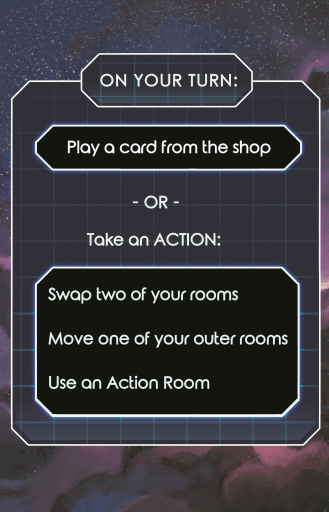 ON YOUR TURN:
Play a card from the shop
- OR -
Take an ACTION:
Swap two of your rooms
Move one of your outer rooms
Use an Action Room